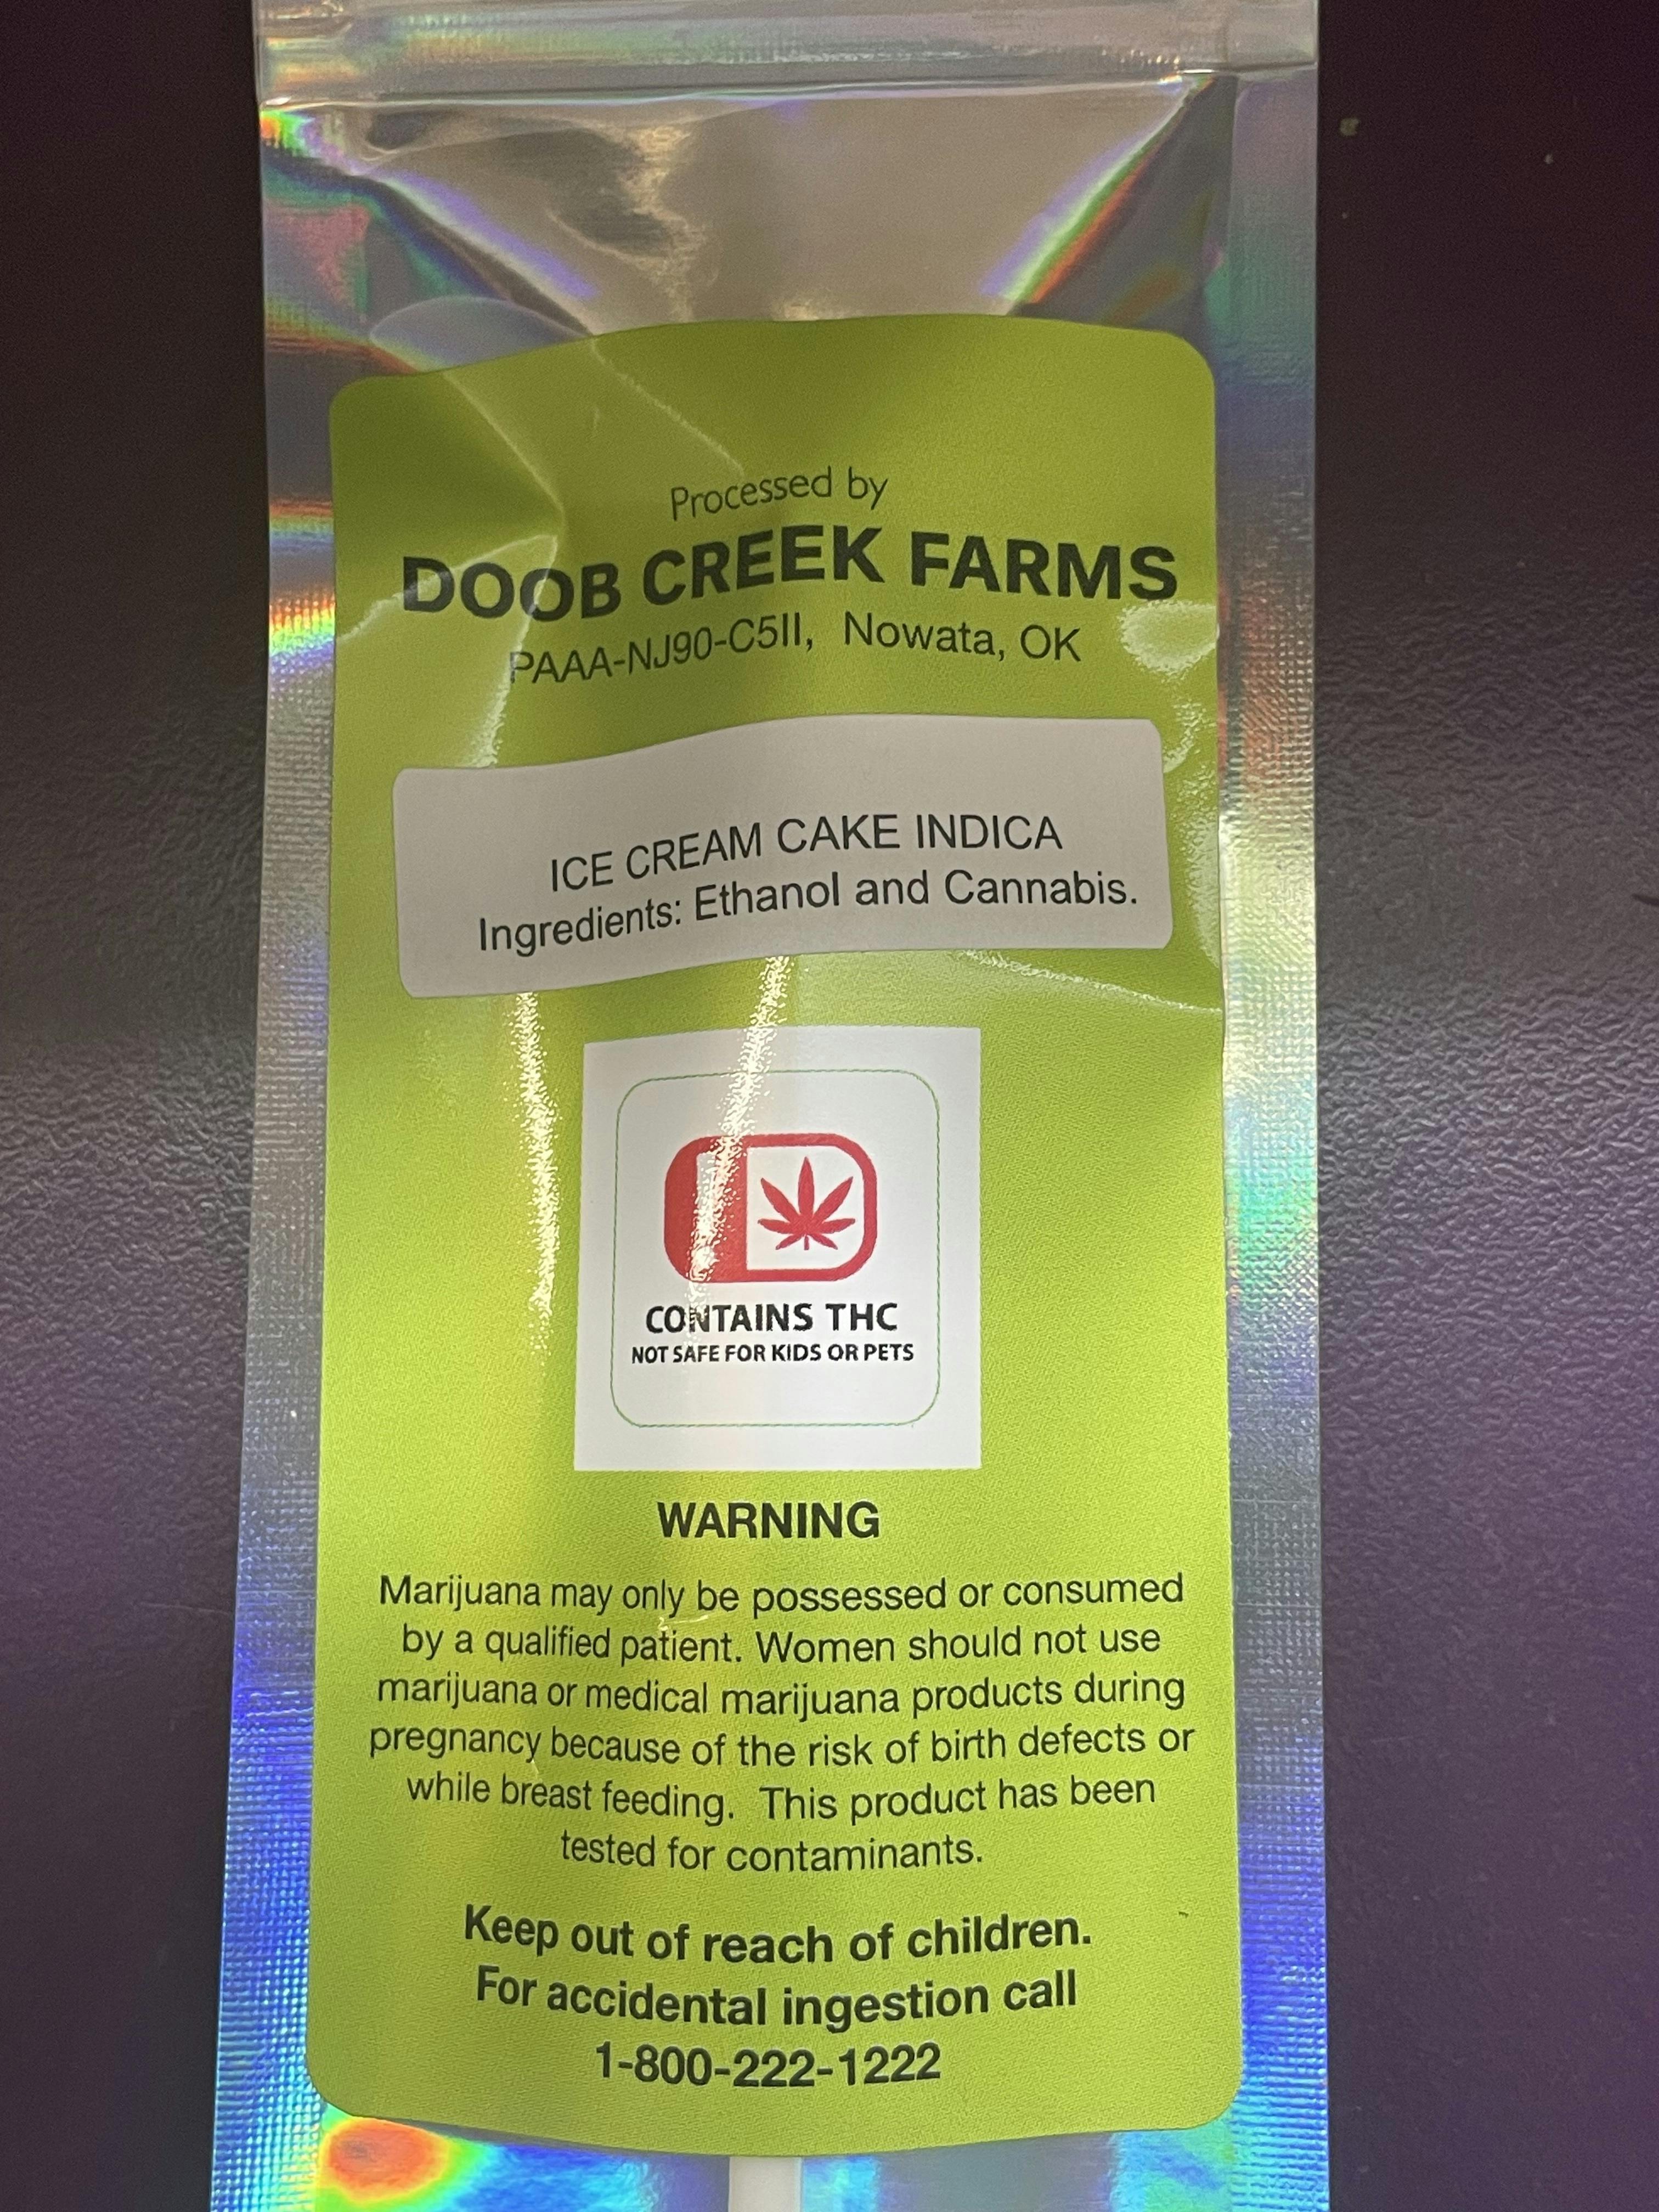 Processed by
DOOB CREEK FARMS
PAAA-NJ90-C5II, Nowata, OK
ICE CREAM CAKE INDICA
Ingredients: Ethanol and Cannabis.
CONTAINS THC
NOT SAFE FOR KIDS OR PETS
WARNING
Marijuana may only be possessed or consumed
by a qualified patient. Women should not use
marijuana or medical marijuana products during
pregnancy because of the risk of birth defects or
while breast feeding. This product has been
tested for contaminants.
Keep out of reach of children.
For accidental ingestion call
1-800-222-1222